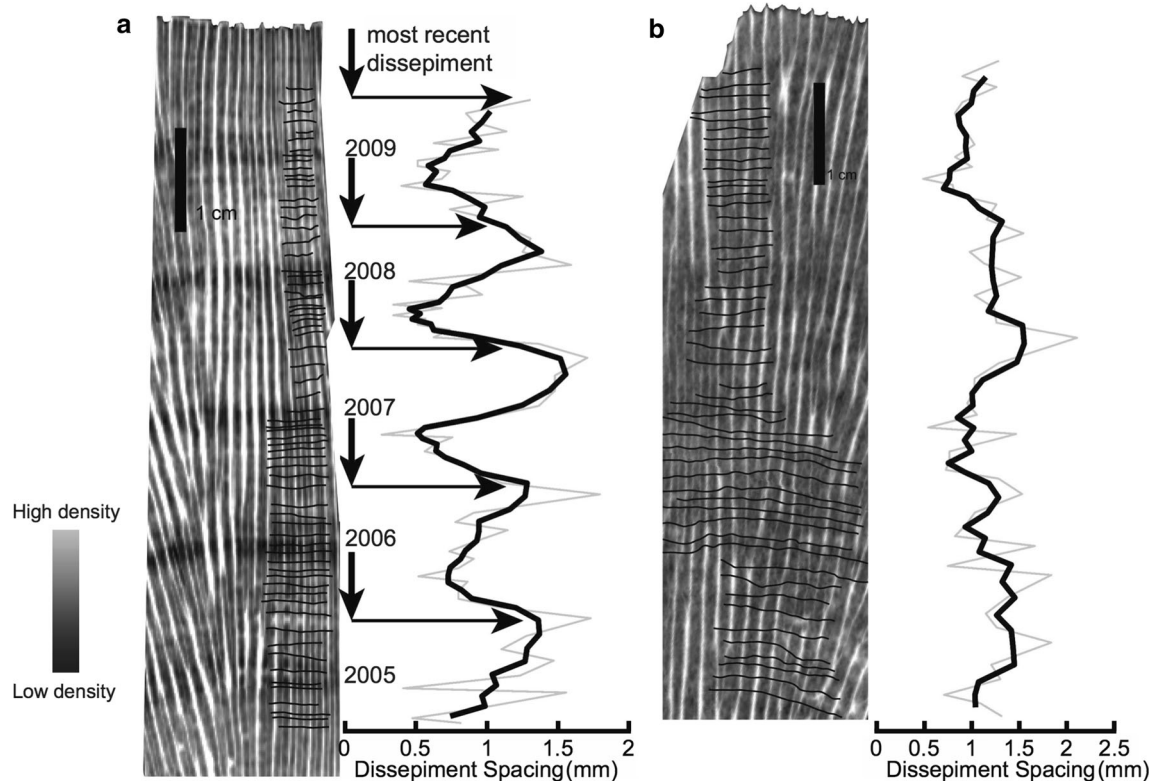 a
most recent
dissepiment
2009
1 cm
2008
2007
2006
2005
High density
Low density
0 0.5 1 1.5 2
Dissepiment Spacing (mm)
b
1 cm
0 0.5 1 1.5 2 2.5
Dissepiment Spacing (mm)